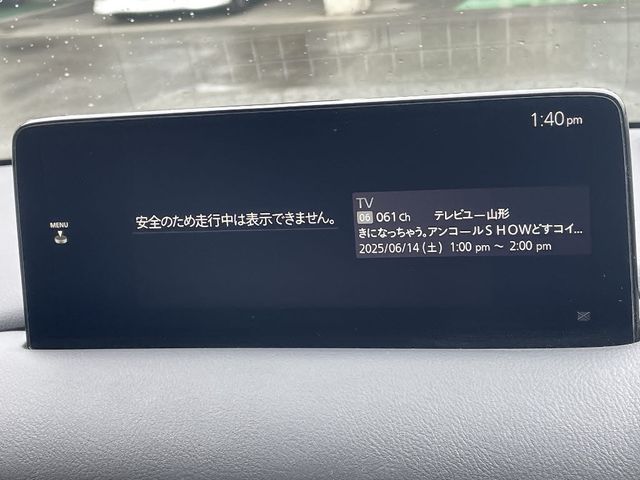 1:40pm
MENU
安全のため走行中は表示できません。
TV
06 061Ch テレビユー山形
きになっちゃう。アンコールＳＨＯＷどすコイ...
2025/06/14(土) 1:00 pm ～ 2:00 pm